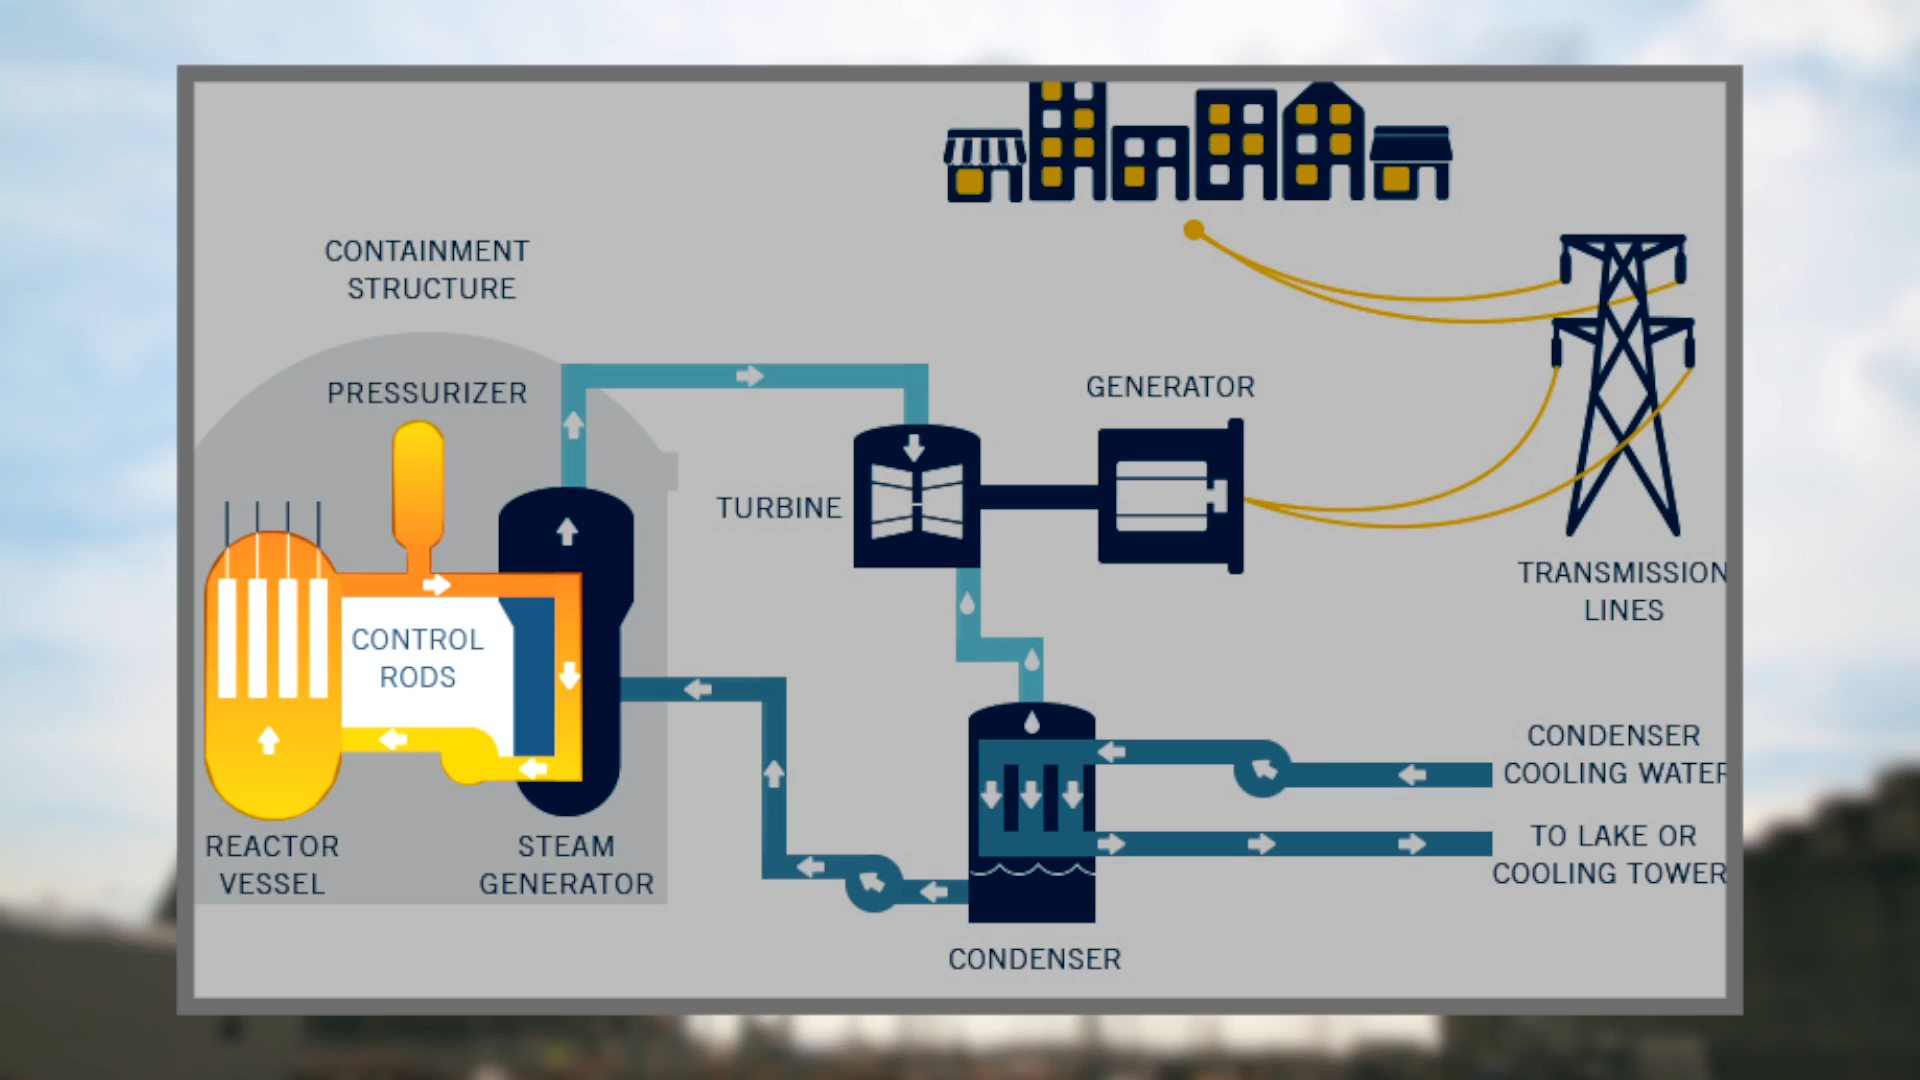 CONTAINMENT
STRUCTURE
PRESSURIZER
GENERATOR
TURBINE
TRANSMISSION
LINES
CONTROL
RODS
CONDENSER
COOLING WATER
TO LAKE OR
COOLING TOWER
REACTOR
VESSEL
STEAM
GENERATOR
CONDENSER